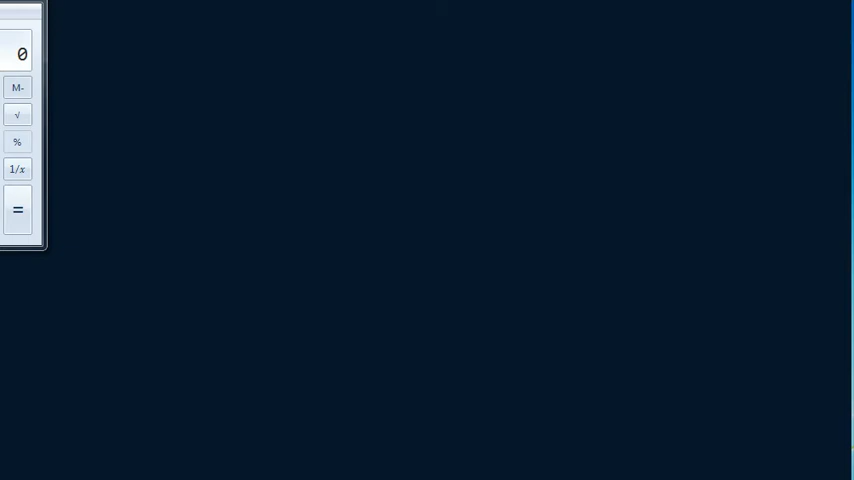 0
M-
√
%
1/x
=